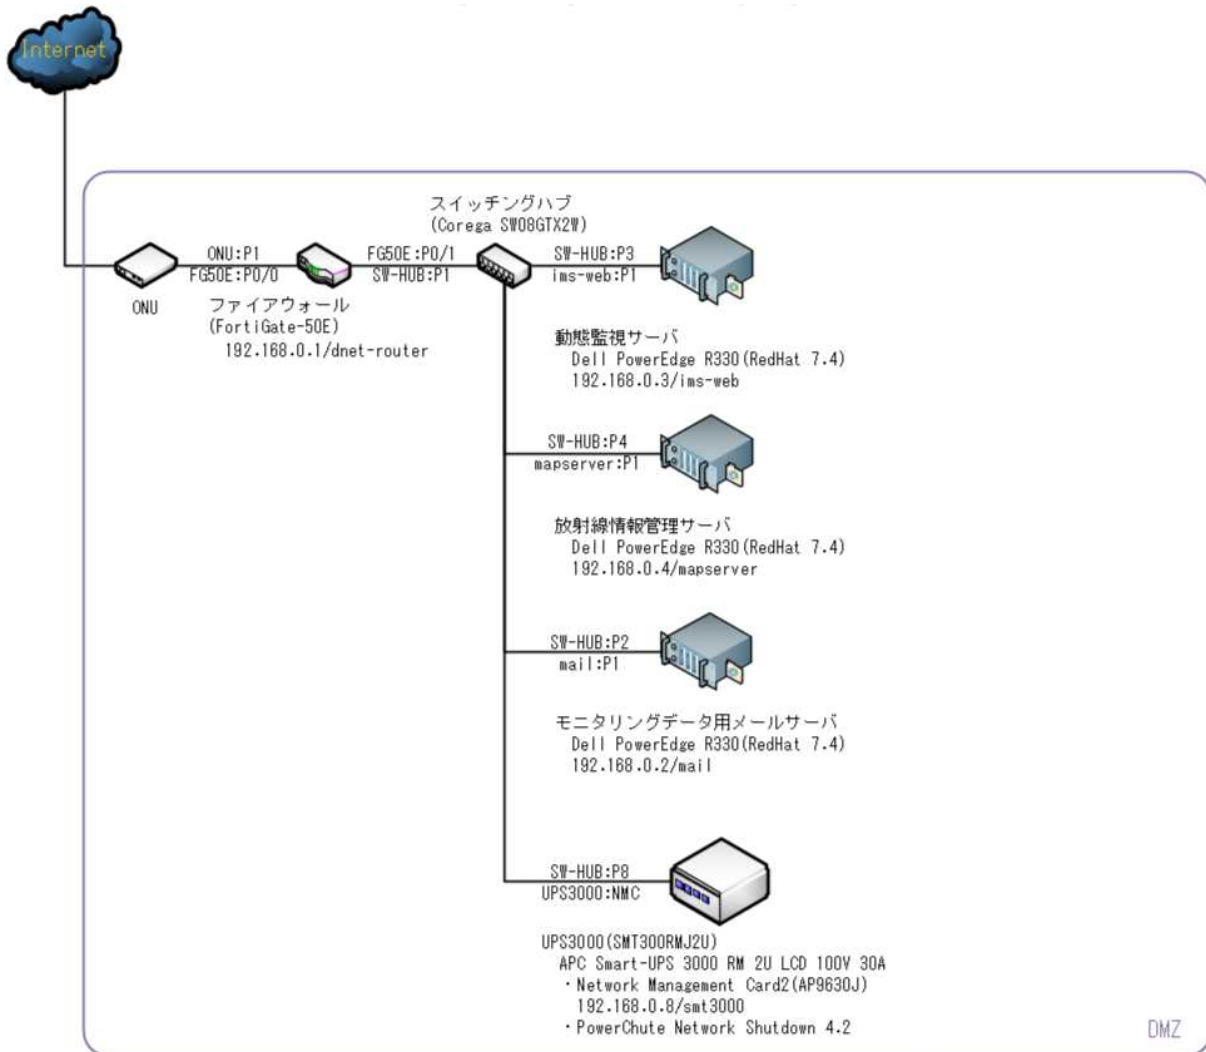 Internet
スイッチングハブ
(Corega SW08GTX2W)
ONU:P1
FG50E:P0/0
FG50E:P0/1
SW-HUB:P1
SW-HUB:P3
ims-web:P1
ONU
ファイアウォール
(FortiGate-50E)
192.168.0.1/dnet-router
動態監視サーバ
Dell PowerEdge R330(RedHat 7.4)
192.168.0.3/ims-web
SW-HUB:P4
mapserver:P1
放射線情報管理サーバ
Dell PowerEdge R330(RedHat 7.4)
192.168.0.4/mapserver
SW-HUB:P2
mail:P1
モニタリングデータ用メールサーバ
Dell PowerEdge R330(RedHat 7.4)
192.168.0.2/mail
SW-HUB:P8
UPS3000:NMC
UPS3000(SMT300RMJ2U)
APC Smart-UPS 3000 RM 2U LCD 100V 30A
・Network Management Card2(AP9630J)
192.168.0.8/smt3000
・PowerChute Network Shutdown 4.2
DMZ